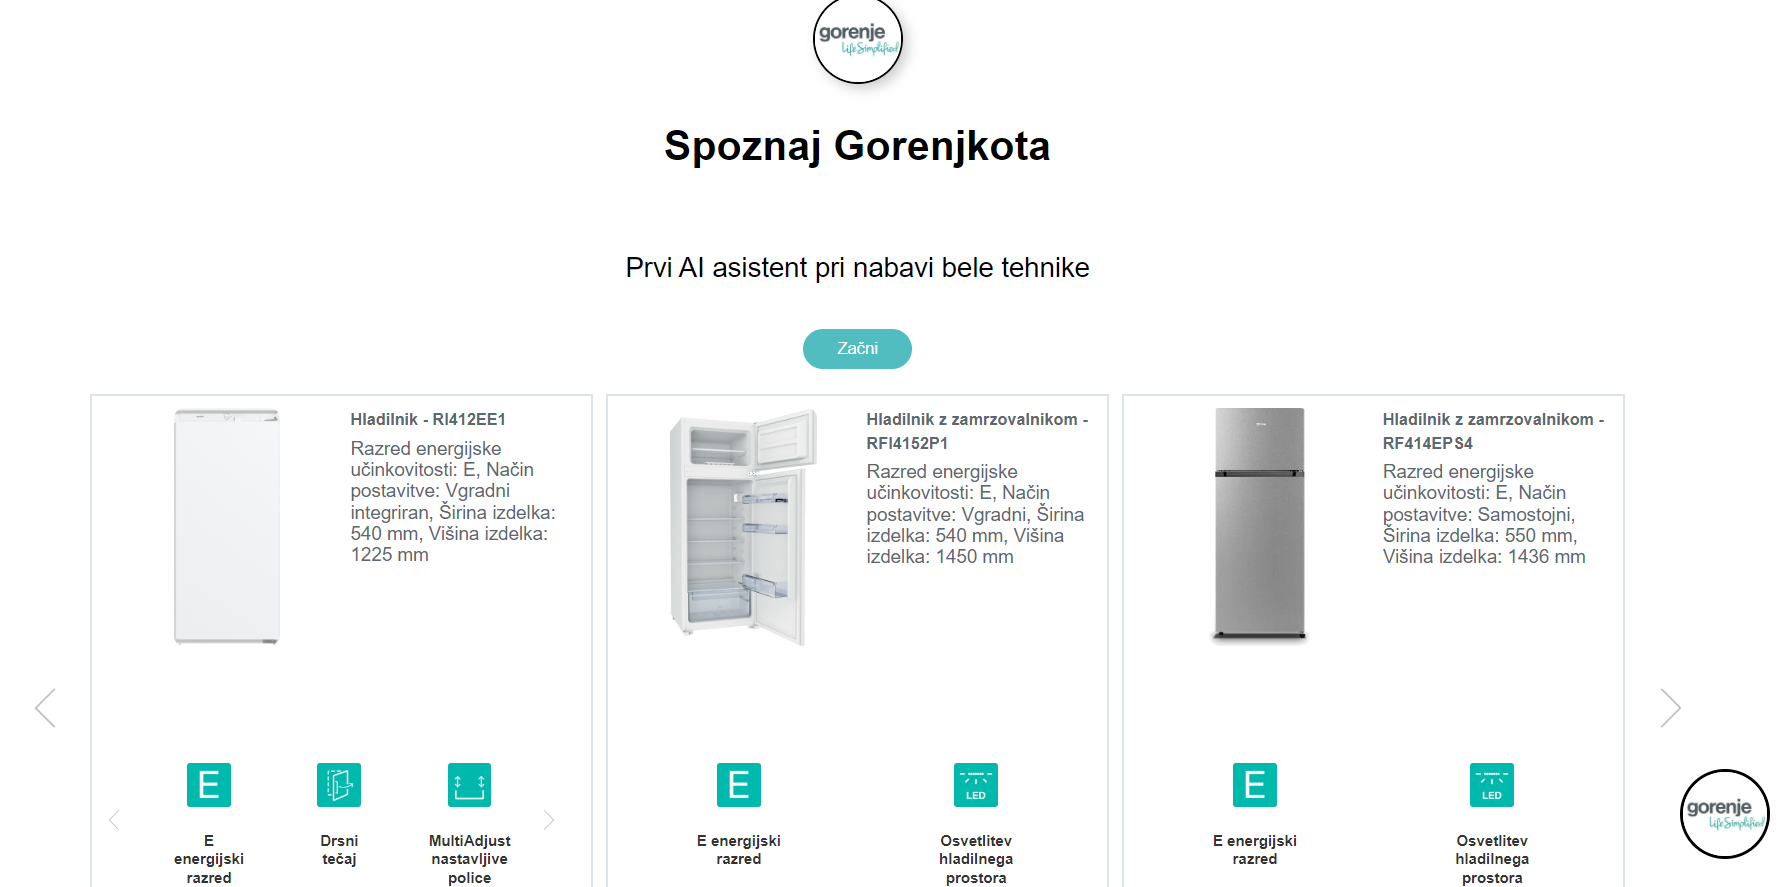 gorenje
Life Simplified
Spoznaj Gorenjkota
Prvi AI asistent pri nabavi bele tehnike
Začni
Hladilnik - RI412EE1
Razred energijske
učinkovitosti: E, Način
postavitve: Vgradni
integriran, Širina izdelka:
540 mm, Višina izdelka:
1225 mm
E
E
energijski
razred
Drsni
tečaj
MultiAdjust
nastavljive
police
Hladilnik z zamrzovalnikom -
RFI4152P1
Razred energijske
učinkovitosti: E, Način
postavitve: Vgradni, Širina
izdelka: 540 mm, Višina
izdelka: 1450 mm
E
E energijski
razred
LED
Osvetlitev
hladilnega
prostora
Hladilnik z zamrzovalnikom -
RF414EPS4
Razred energijske
učinkovitosti: E, Način
postavitve: Samostojni,
Širina izdelka: 550 mm,
Višina izdelka: 1436 mm
E
E energijski
razred
LED
Osvetlitev
hladilnega
prostora
gorenje
Life Simplified